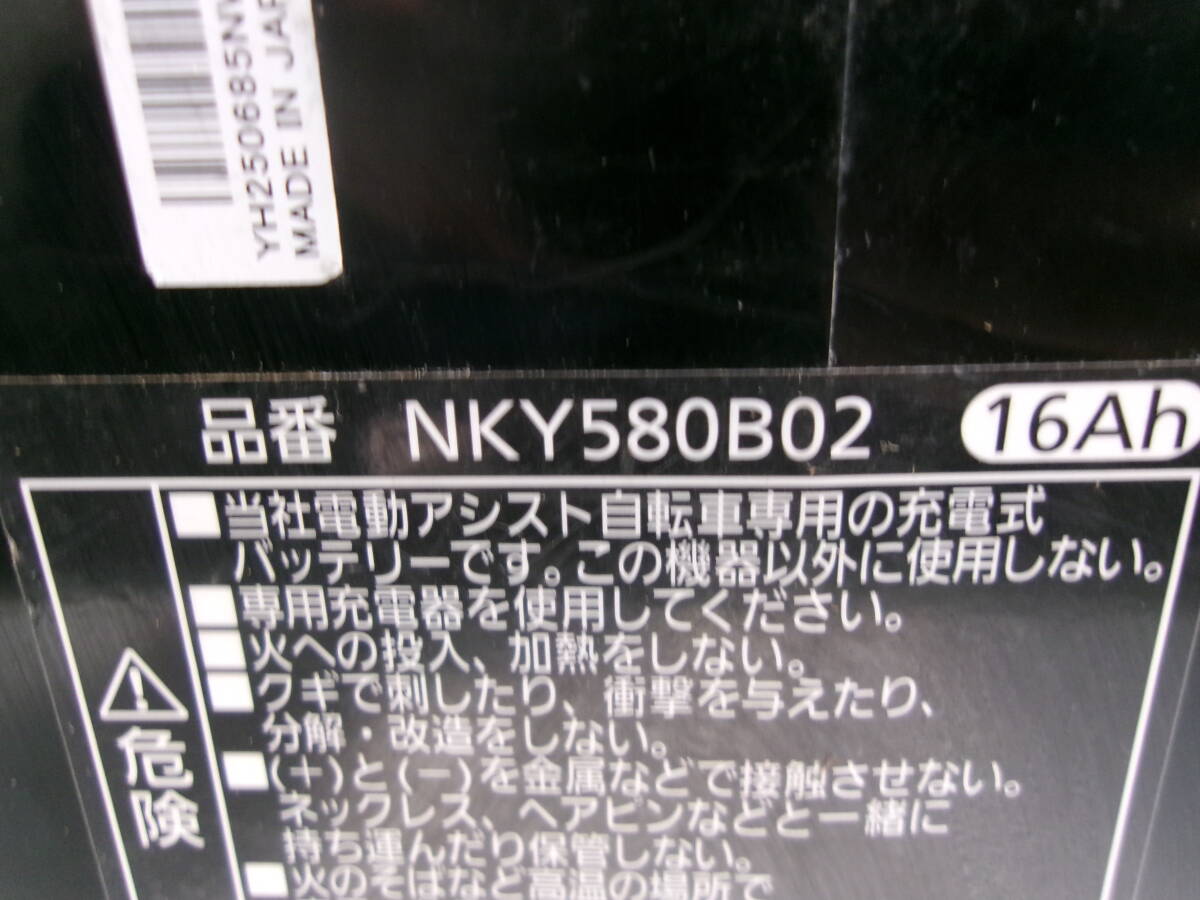 YH250685NV
MADE IN JAP
品番 NKY580B02 16Ah
■当社電動アシスト自転車専用の充電式
バッテリーです。この機器以外に使用しない。
■専用充電器を使用してください。
■火への投入、加熱をしない。
■クギで刺したり、衝撃を与えたり、
分解・改造をしない。
■(+)と(−)を金属などで接触させない。
ネックレス、ヘアピンなどと一緒に
持ち運んだり保管しない。
■火のそばなど高温の場所で
危険